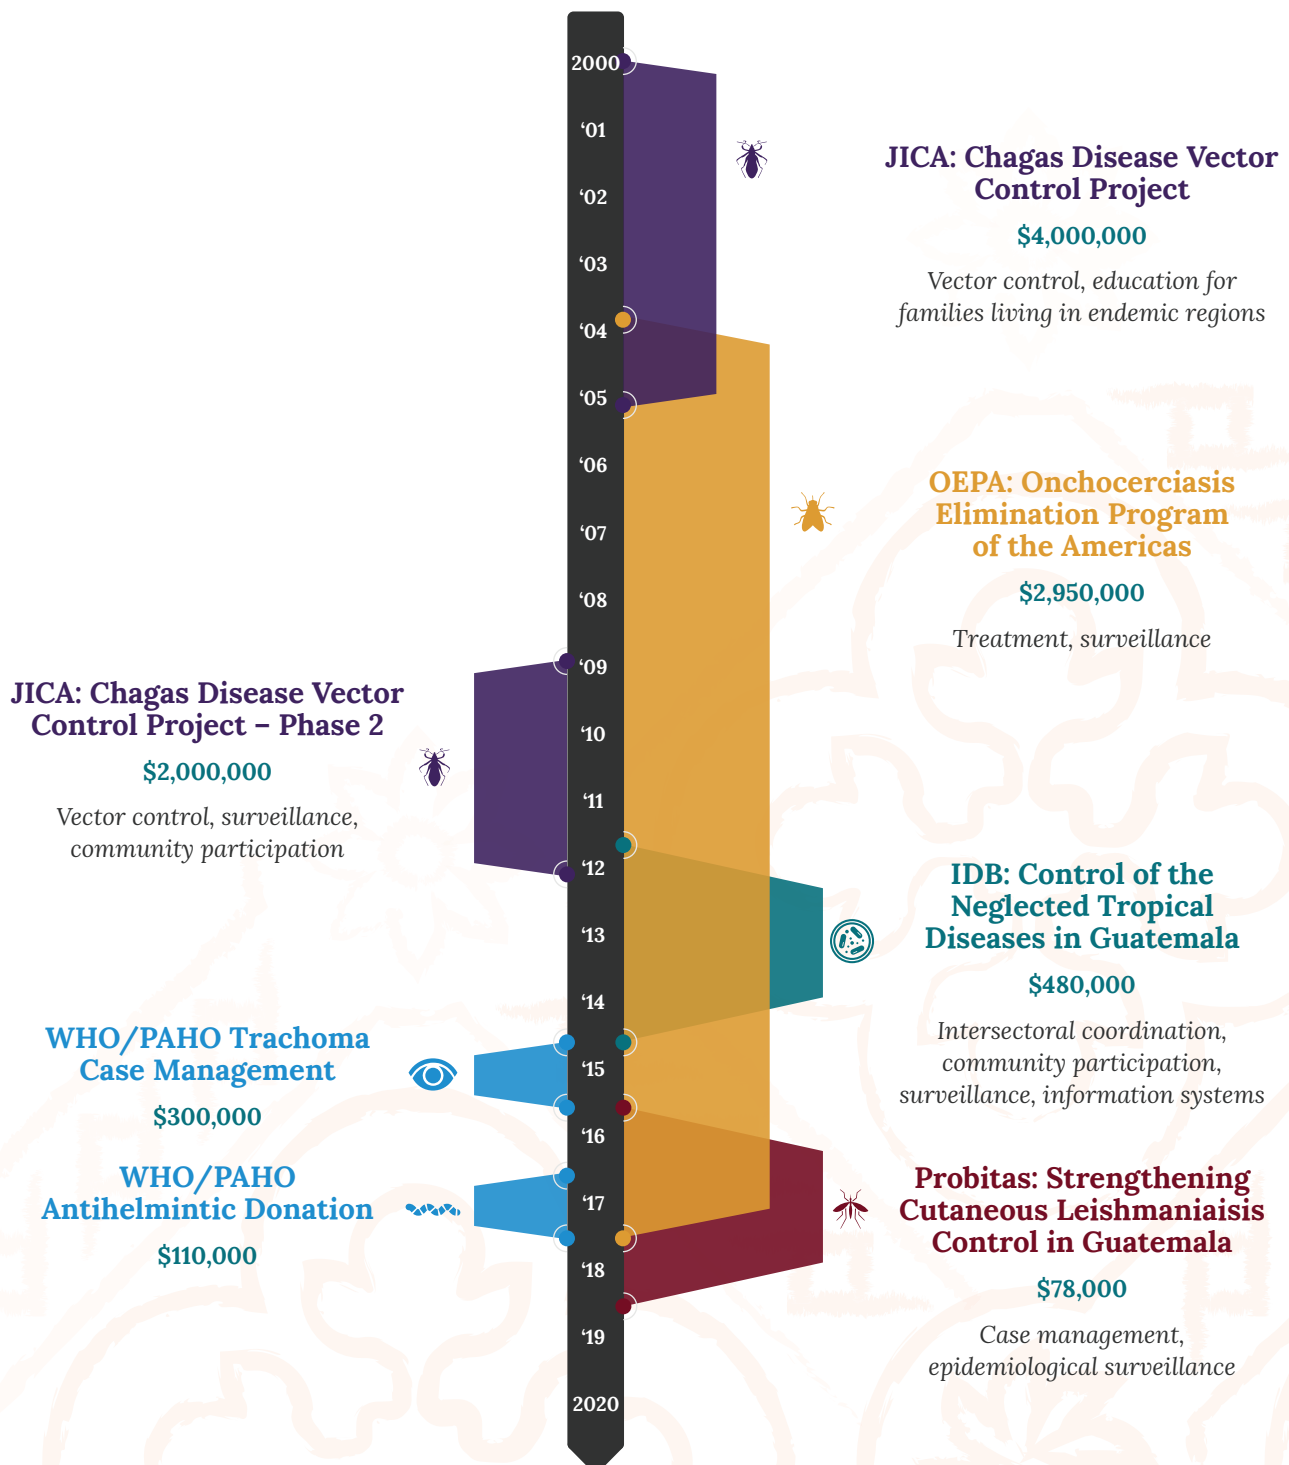 2000
‘01
‘02
‘03
‘04
‘05
‘06
‘07
‘08
‘09
‘10
‘11
‘12
‘13
‘14
‘15
‘16
‘17
‘18
‘19
2020
JICA: Chagas Disease Vector
Control Project
$4,000,000
Vector control, education for
families living in endemic regions
OEPA: Onchocerciasis
Elimination Program
of the Americas
$2,950,000
Treatment, surveillance
JICA: Chagas Disease Vector
Control Project – Phase 2
$2,000,000
Vector control, surveillance,
community participation
IDB: Control of the
Neglected Tropical
Diseases in Guatemala
$480,000
Intersectoral coordination,
community participation,
surveillance, information systems
WHO/PAHO Trachoma
Case Management
$300,000
WHO/PAHO
Antihelmintic Donation
$110,000
Probitas: Strengthening
Cutaneous Leishmaniaisis
Control in Guatemala
$78,000
Case management,
epidemiological surveillance